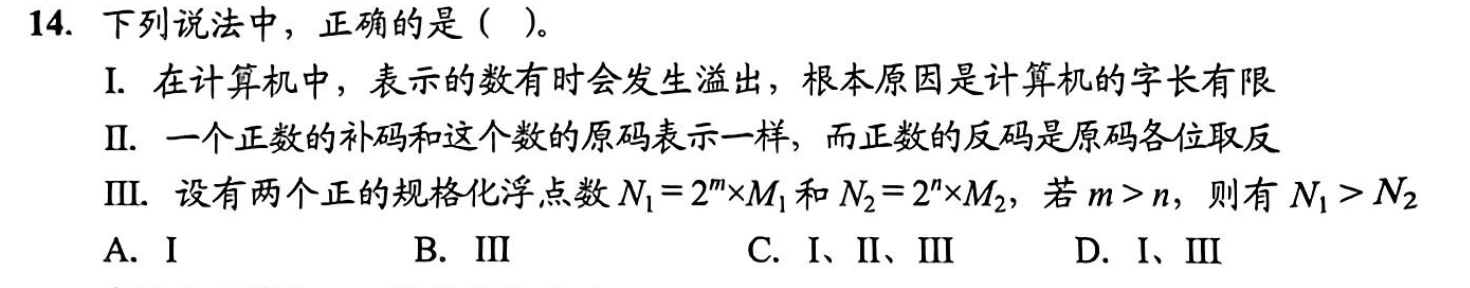 14. 下列说法中，正确的是（ ）。
I. 在计算机中，表示的数有时会发生溢出，根本原因是计算机的字长有限
II. 一个正数的补码和这个数的原码表示一样，而正数的反码是原码各位取反
III. 设有两个正的规格化浮点数 N₁ = 2ᵐ×M₁ 和 N₂ = 2ⁿ×M₂，若 m > n，则有 N₁ > N₂
A. I B. III C. I、II、III D. I、III